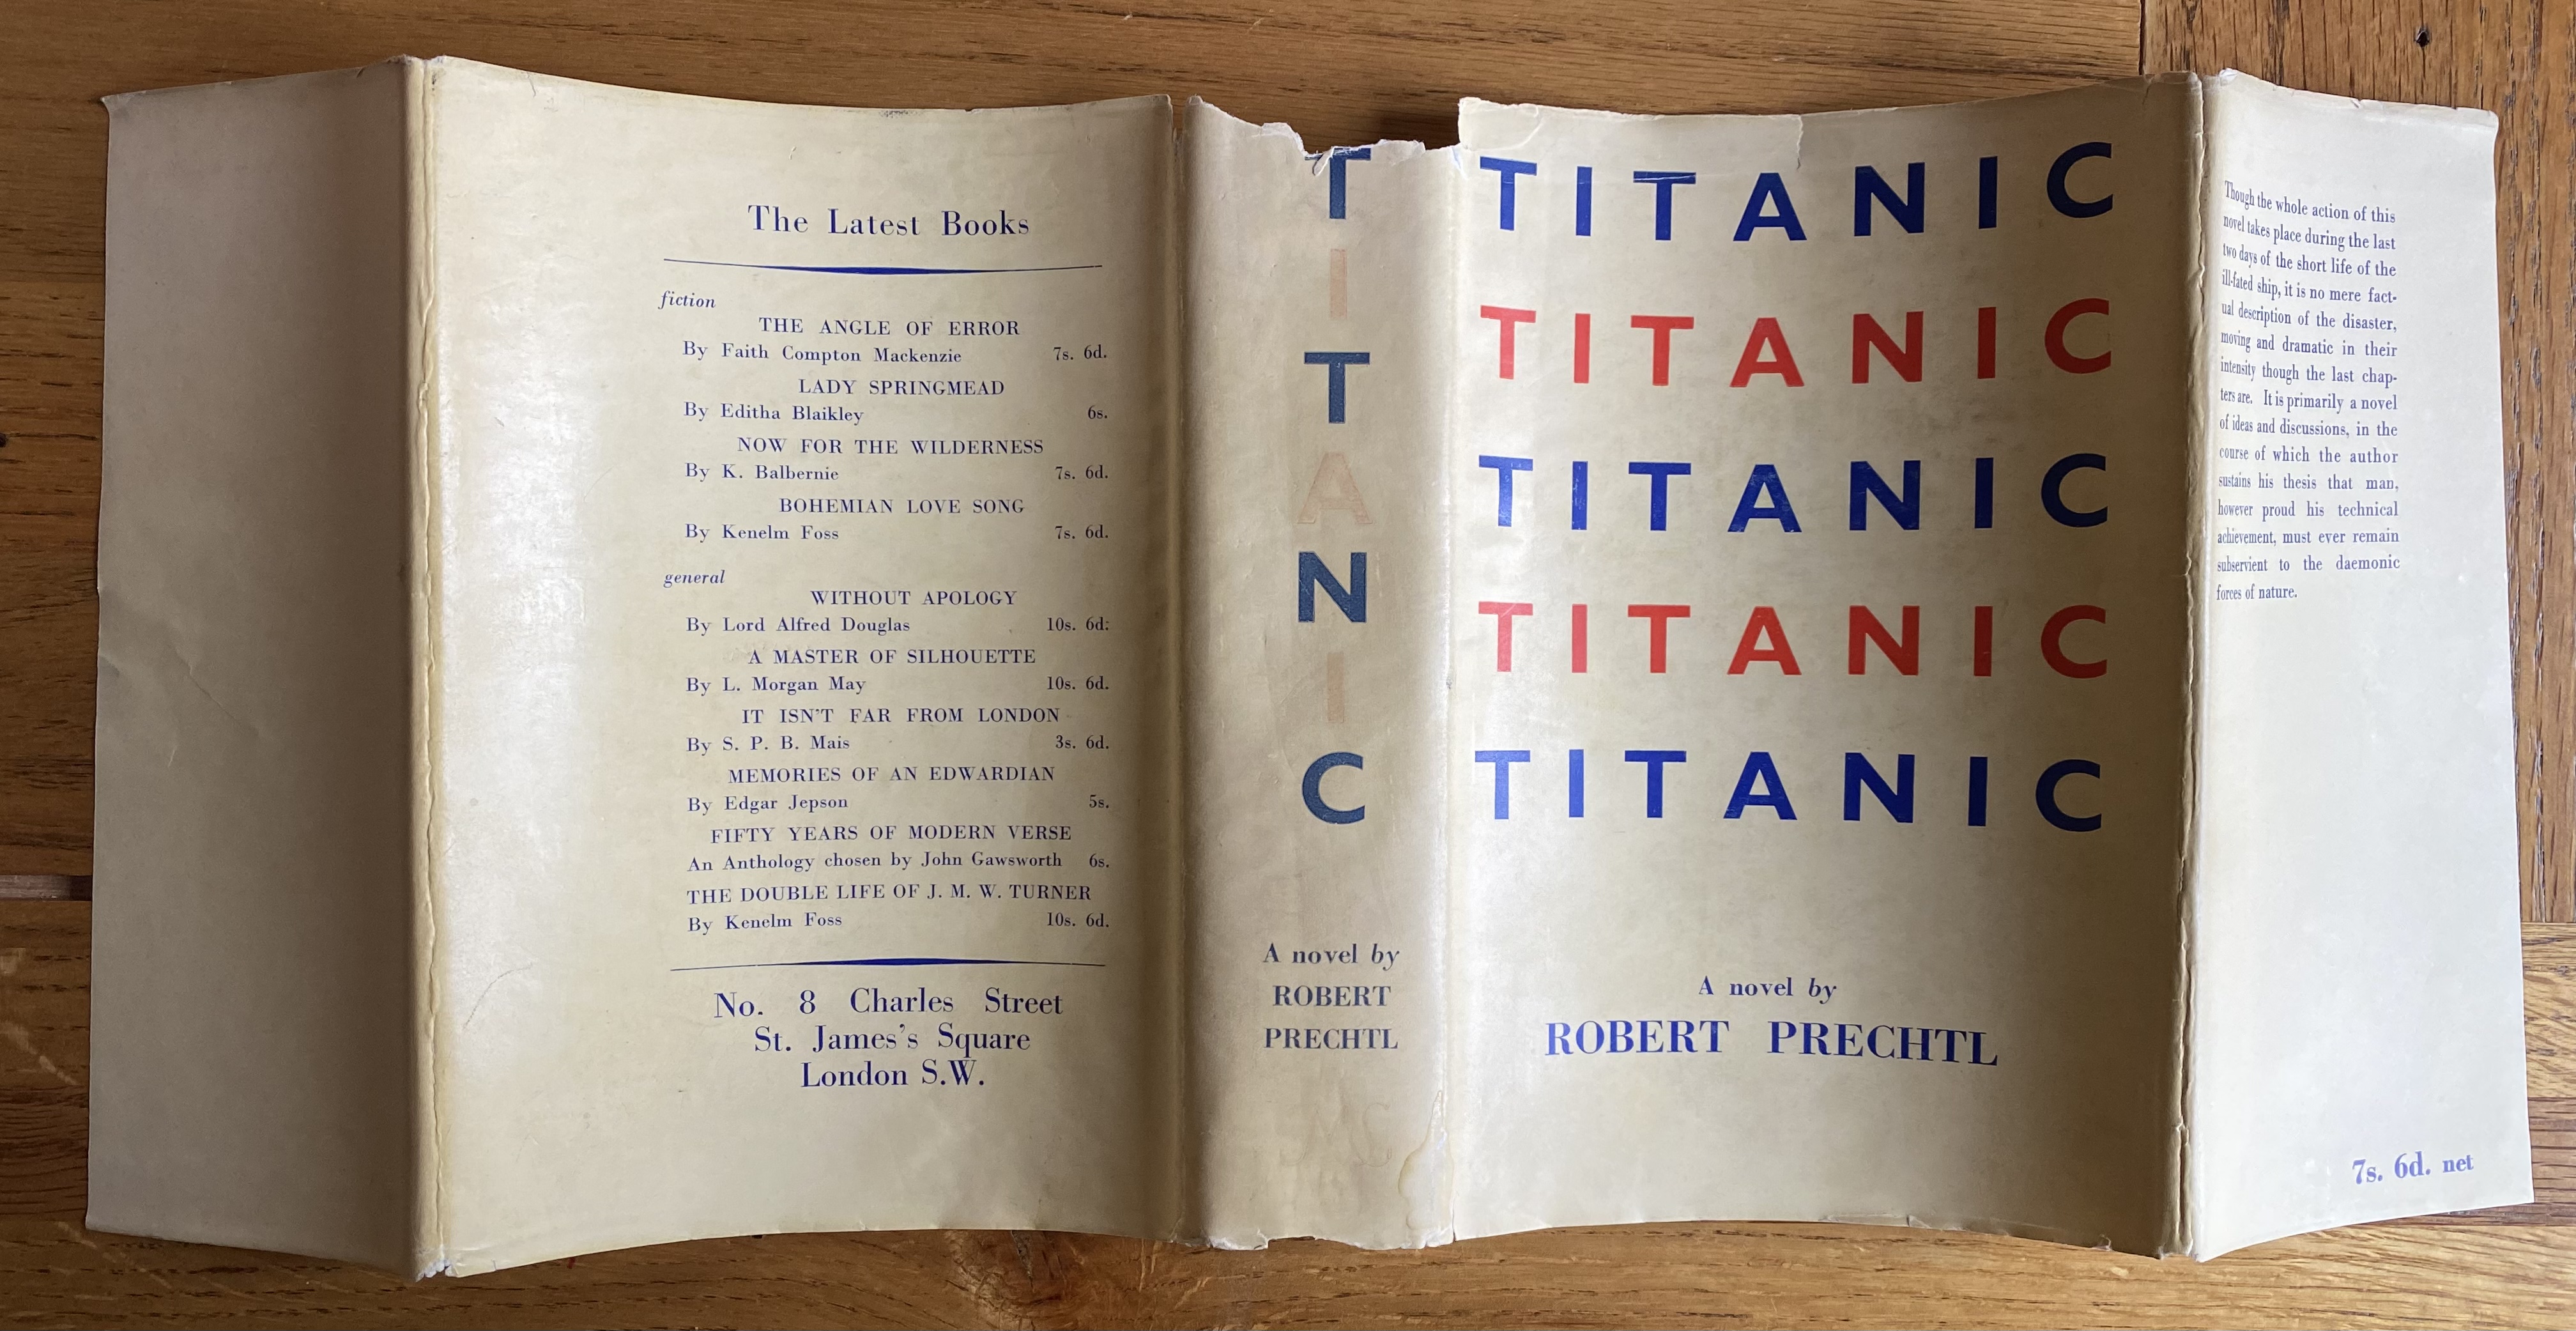 The Latest Books
fiction
THE ANGLE OF ERROR
By Faith Compton Mackenzie 7s. 6d.
LADY SPRINGMEAD
By Editha Blaikley 6s.
NOW FOR THE WILDERNESS
By K. Balbernie 7s. 6d.
BOHEMIAN LOVE SONG
By Kenelm Foss 7s. 6d.
general
WITHOUT APOLOGY
By Lord Alfred Douglas 10s. 6d.
A MASTER OF SILHOUETTE
By L. Morgan May 10s. 6d.
IT ISN'T FAR FROM LONDON
By S. P. B. Mais 3s. 6d.
MEMORIES OF AN EDWARDIAN
By Edgar Jepson 5s.
FIFTY YEARS OF MODERN VERSE
An Anthology chosen by John Gawsworth 6s.
THE DOUBLE LIFE OF J. M. W. TURNER
By Kenelm Foss 10s. 6d.
No. 8 Charles Street
St. James's Square
London S.W.
TITANIC
A novel by
ROBERT
PRECHTL
TITANIC
TITANIC
TITANIC
TITANIC
TITANIC
A novel by
ROBERT PRECHTL
Though the whole action of this
novel takes place during the last
two days of the short life of the
ill-fated ship, it is no mere fact-
ual description of the disaster,
moving and dramatic in their
intensity though the last chap-
ters are. It is primarily a novel
of ideas and discussions, in the
course of which the author
sustains his thesis that man,
however proud his technical
achievement, must ever remain
subservient to the daemonic
forces of nature.
7s. 6d. net